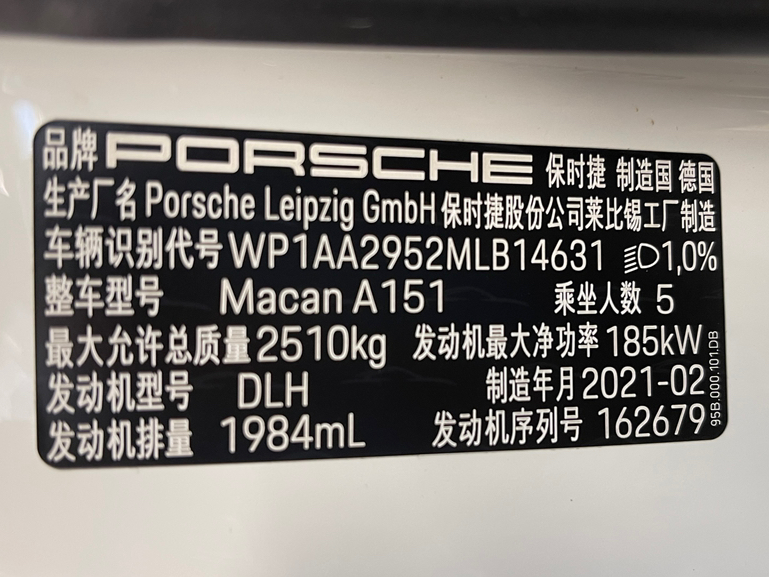 品牌 PORSCHE 保时捷 制造国 德国
生产厂名 Porsche Leipzig GmbH 保时捷股份公司莱比锡工厂制造
车辆识别代号 WP1AA2952MLB14631 1,0%
整车型号 Macan A151 乘坐人数 5
最大允许总质量 2510kg 发动机最大净功率 185kW
发动机型号 DLH 制造年月 2021-02
发动机排量 1984mL 发动机序列号 162679
95B.000.101.DB